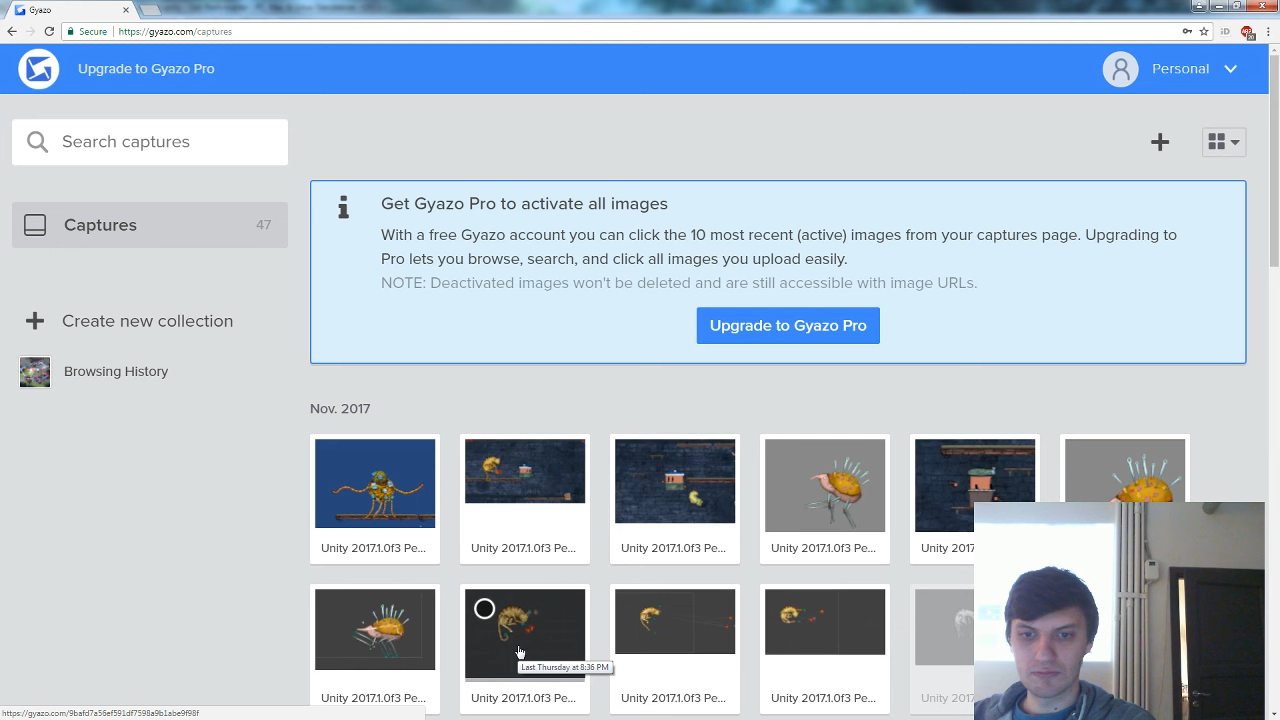 Gyazo
Secure
https://gyazo.com/captures
Upgrade to Gyazo Pro
Personal
Search captures
Captures 47
Create new collection
Browsing History
Get Gyazo Pro to activate all images
With a free Gyazo account you can click the 10 most recent (active) images from your captures page. Upgrading to
Pro lets you browse, search, and click all images you upload easily.
NOTE: Deactivated images won't be deleted and are still accessible with image URLs.
Upgrade to Gyazo Pro
Nov. 2017
Unity 2017.1.0f3 Pe...
Unity 2017.1.0f3 Pe...
Unity 2017.1.0f3 Pe...
Unity 2017.1.0f3 Pe...
Unity 201
Last Thursday at 8:36 PM
Unity 2017.1.0f3 Pe...
Unity 2017.1.0f3 Pe...
Unity 2017.1.0f3 Pe...
Unity 2017.1.0f3 Pe...
Unity 201
https://gyazo.com/9bafd7a56ef591df7598a9b1abe9f98f